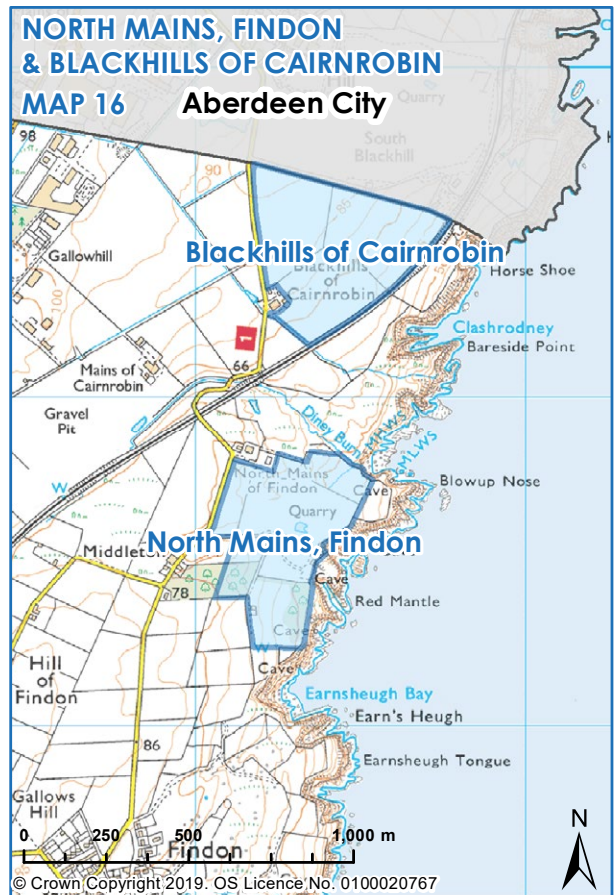 NORTH MAINS, FINDON
& BLACKHILLS OF CAIRNROBIN
MAP 16 Aberdeen City
Hill
Quarry
South
Blackhill
98
90
Gallowhill
100
Blackhills of Cairnrobin
Blackhills of
Cairnrobin
Horse Shoe
Clashrodney
Bareside Point
1
66
Mains of
Cairnrobin
Gravel
Pit
Diney Burn
MHWS
MLWS
W
North Mains
of Findon
Cave
Blowup Nose
Quarry
North Mains, Findon
Middleton
78
Cave
Red Mantle
Cave
W
Cave
Hill
of
Findon
Earnsheugh Bay
Earn's Heugh
86
Earnsheugh Tongue
Gallows
Hill
0 250 500 1,000 m
Findon
N
© Crown Copyright 2019. OS Licence No. 0100020767